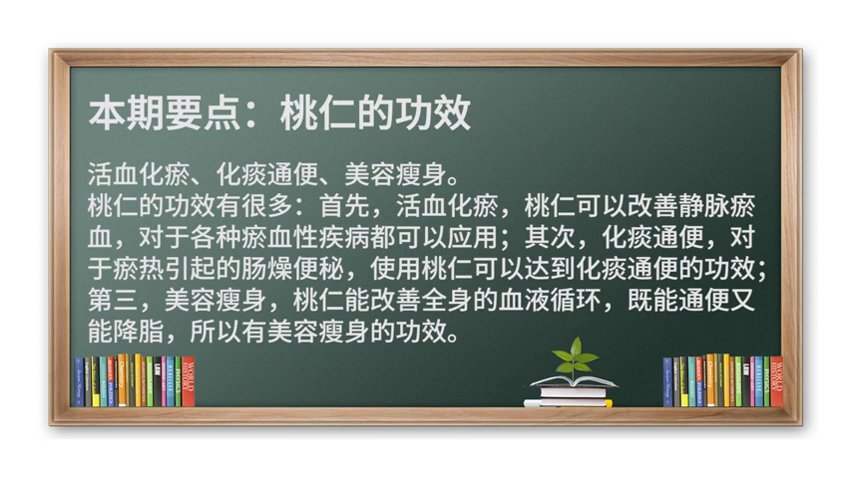 本期要点：桃仁的功效
活血化瘀、化痰通便、美容瘦身。
桃仁的功效有很多：首先，活血化瘀，桃仁可以改善静脉瘀
血，对于各种瘀血性疾病都可以应用；其次，化痰通便，对
于瘀热引起的肠燥便秘，使用桃仁可以达到化痰通便的功效；
第三，美容瘦身，桃仁能改善全身的血液循环，既能通便又
能降脂，所以有美容瘦身的功效。